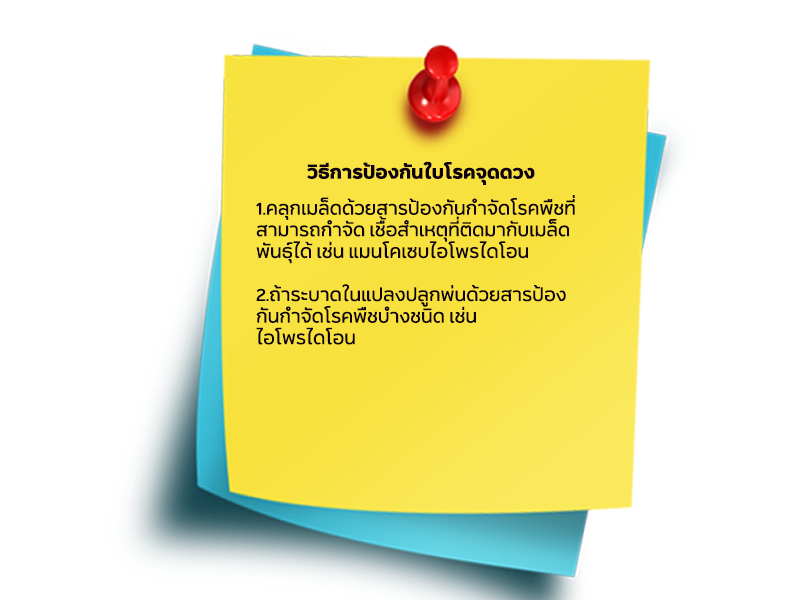 วิธีการป้องกันใบโรคจุดดวง
1.คลุกเมล็ดด้วยสารป้องกันกำจัดโรคพืชที่
สามารถกำจัด เชื้อสำเหตุที่ติดมากับเมล็ด
พันธุ์ได้ เช่น แมนโคเซบไอโพรไดโอน
2.ถ้าระบาดในแปลงปลูกพ่นด้วยสารป้อง
กันกำจัดโรคพืชบำงชนิด เช่น
ไอโพรไดโอน